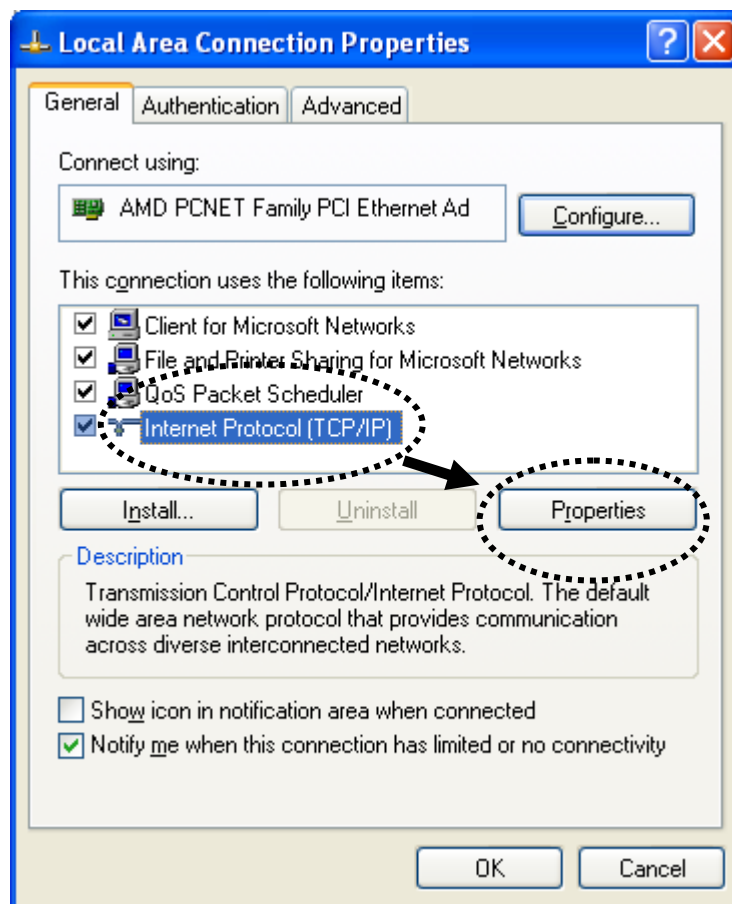 Local Area Connection Properties
General Authentication Advanced
Connect using:
AMD PCNET Family PCI Ethernet Ad
Configure...
This connection uses the following items:
Client for Microsoft Networks
File and Printer Sharing for Microsoft Networks
QoS Packet Scheduler
Internet Protocol (TCP/IP)
Install... Uninstall Properties
Description
Transmission Control Protocol/Internet Protocol. The default
wide area network protocol that provides communication
across diverse interconnected networks.
Show icon in notification area when connected
Notify me when this connection has limited or no connectivity
OK Cancel